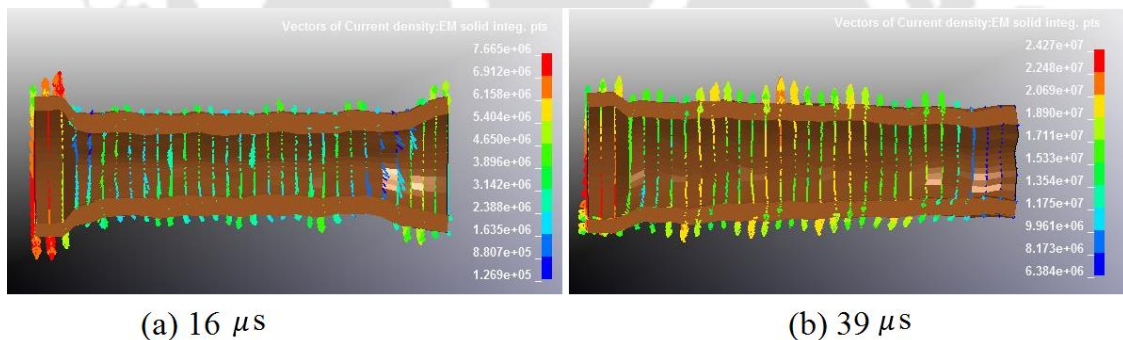 Vectors of Current density:EM solid integ. pts
7.665e+06
6.912e+06
6.158e+06
5.404e+06
4.650e+06
3.896e+06
3.142e+06
2.388e+06
1.635e+06
8.807e+05
1.269e+05
Vectors of Current density:EM solid integ. pts
2.427e+07
2.248e+07
2.069e+07
1.890e+07
1.711e+07
1.533e+07
1.354e+07
1.175e+07
9.961e+06
8.173e+06
6.384e+06
(a) 16 μs
(b) 39 μs